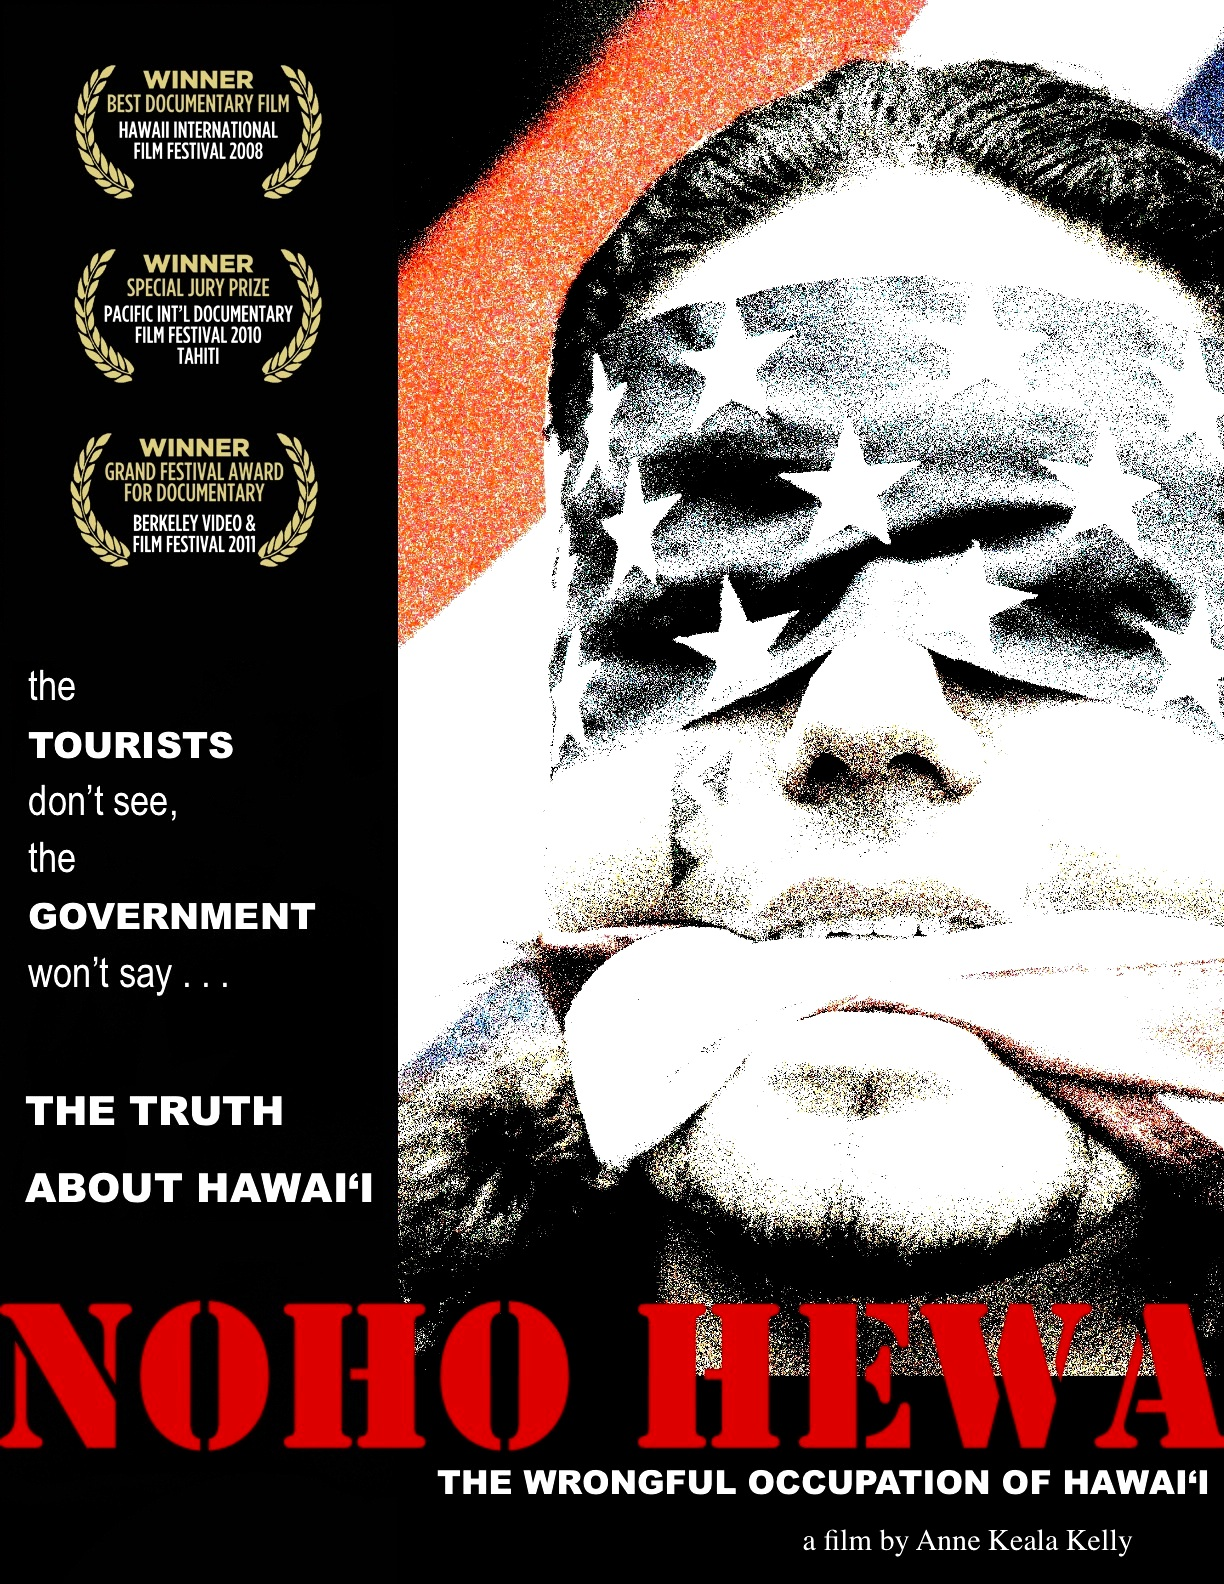 WINNER
BEST DOCUMENTARY FILM
HAWAII INTERNATIONAL
FILM FESTIVAL 2008
WINNER
SPECIAL JURY PRIZE
PACIFIC INT'L DOCUMENTARY
FILM FESTIVAL 2010
TAHITI
WINNER
GRAND FESTIVAL AWARD
FOR DOCUMENTARY
BERKELEY VIDEO &
FILM FESTIVAL 2011
the
TOURISTS
don't see,
the
GOVERNMENT
won't say . . .
THE TRUTH
ABOUT HAWAI‘I
NOHO HEWA
THE WRONGFUL OCCUPATION OF HAWAI‘I
a film by Anne Keala Kelly